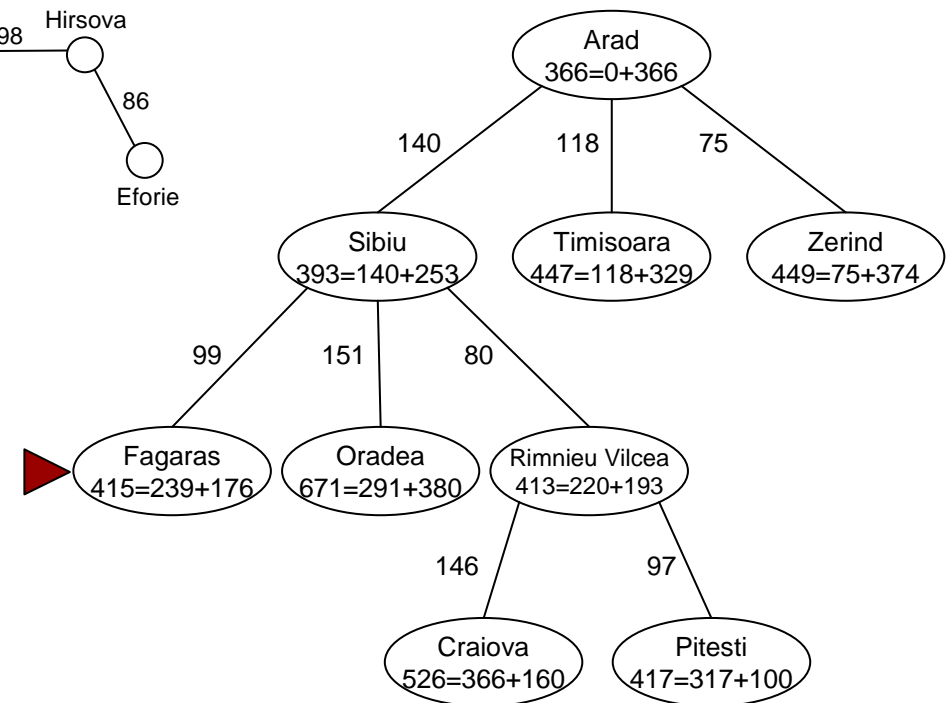 Hirsova
98
86
Eforie
Arad
366=0+366
140
118
75
Sibiu
393=140+253
Timisoara
447=118+329
Zerind
449=75+374
99
151
80
Fagaras
415=239+176
Oradea
671=291+380
Rimnieu Vilcea
413=220+193
146
97
Craiova
526=366+160
Pitesti
417=317+100